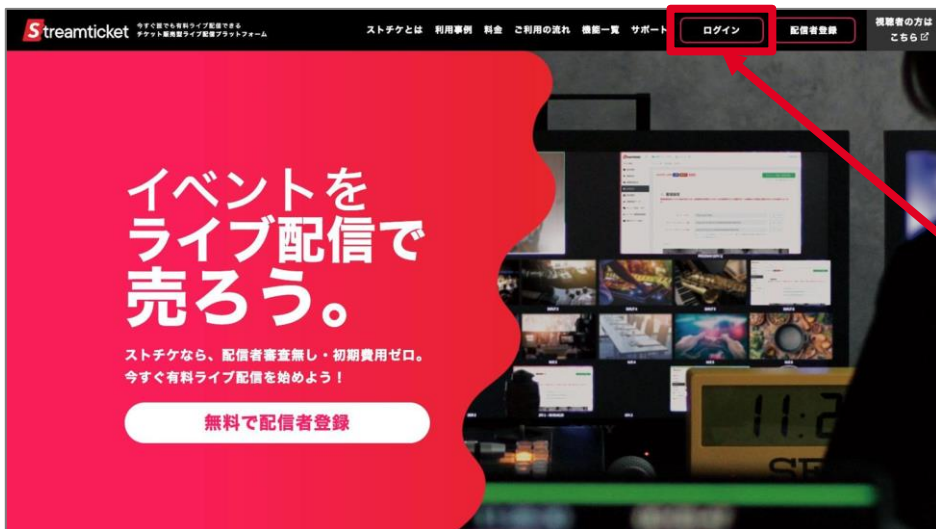 Streamticket
今すぐ誰でも有料ライブ配信できる
チケット販売型ライブ配信プラットフォーム
ストチケとは 利用事例 料金 ご利用の流れ 機能一覧 サポート ログイン 配信者登録
視聴者の方は
こちら
イベントを
ライブ配信で
売ろう。
ストチケなら、配信者審査無し・初期費用ゼロ。
今すぐ有料ライブ配信を始めよう！
無料で配信者登録